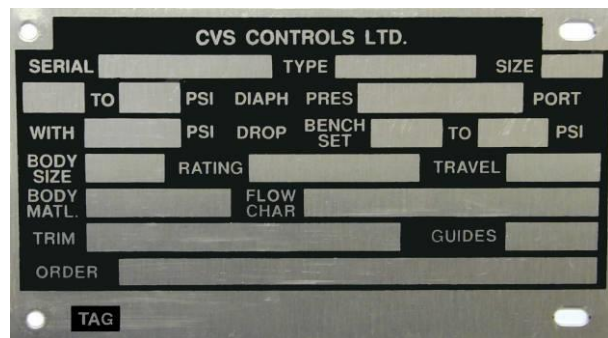 CVS CONTROLS LTD.
SERIAL TYPE SIZE
TO PSI DIAPH PRES PORT
WITH PSI DROP BENCH SET TO PSI
BODY SIZE RATING TRAVEL
BODY MATL. FLOW CHAR
TRIM GUIDES
ORDER
TAG